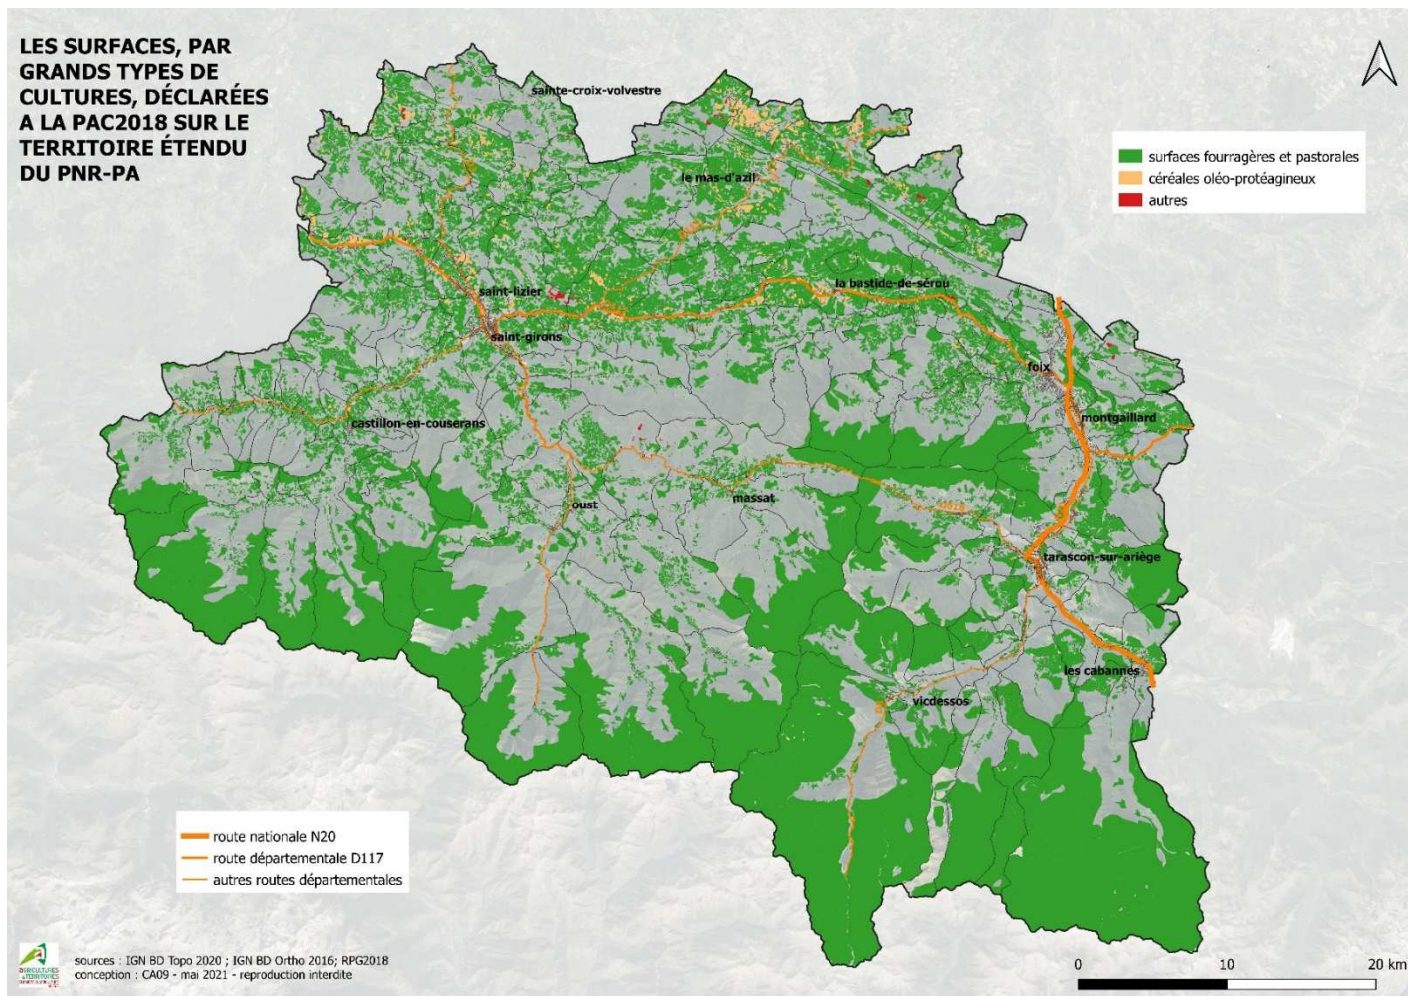 LES SURFACES, PAR
GRANDS TYPES DE
CULTURES, DÉCLARÉES
A LA PAC2018 SUR LE
TERRITOIRE ÉTENDU
DU PNR-PA
surfaces fourragères et pastorales
céréales oléo-protéagineux
autres
sainte-croix-volvestre
le mas-d'azil
saint-lizier
la bastide-de-sérou
saint-girons
foix
castillon-en-couserans
montgaillard
massat
oust
D618
tarascon-sur-ariège
les cabannes
vicdessos
route nationale N20
route départementale D117
autres routes départementales
AGRICULTURES
& TERRITOIRES
sources : IGN BD Topo 2020 ; IGN BD Ortho 2016; RPG2018
conception : CA09 - mai 2021 - reproduction interdite
0 10 20 km